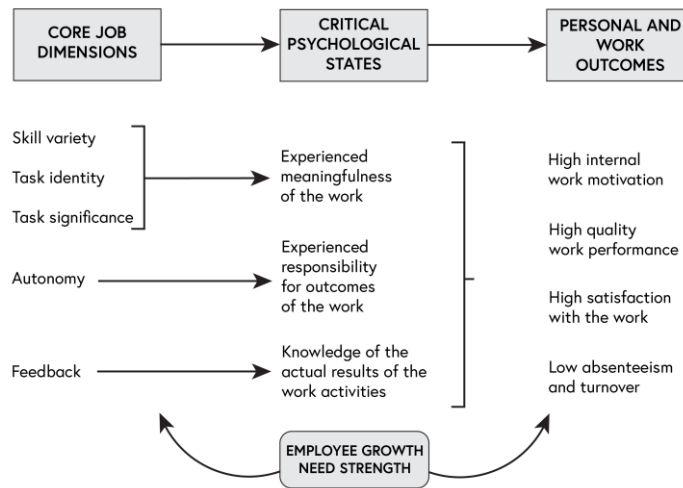 CORE JOB
DIMENSIONS
CRITICAL
PSYCHOLOGICAL
STATES
PERSONAL AND
WORK
OUTCOMES
Skill variety
Task identity
Task significance
Experienced
meaningfulness
of the work
Autonomy
Experienced
responsibility
for outcomes
of the work
Feedback
Knowledge of the
actual results of the
work activities
High internal
work motivation
High quality
work performance
High satisfaction
with the work
Low absenteeism
and turnover
EMPLOYEE GROWTH
NEED STRENGTH